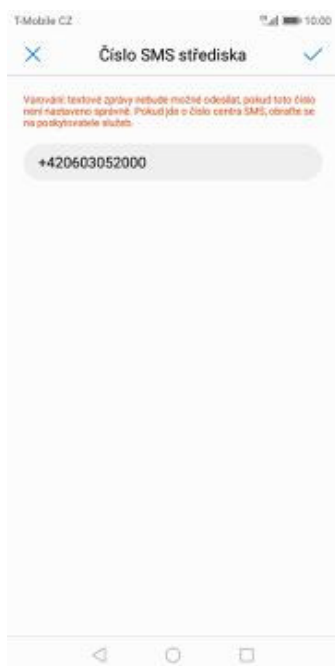 T-Mobile CZ 10:00
Číslo SMS střediska
Varování: textové zprávy nebude možné odesílat, pokud toto číslo
není nastaveno správně. Pokud jde o číslo centra SMS, obraťte se
na poskytovatele služeb.
+420603052000